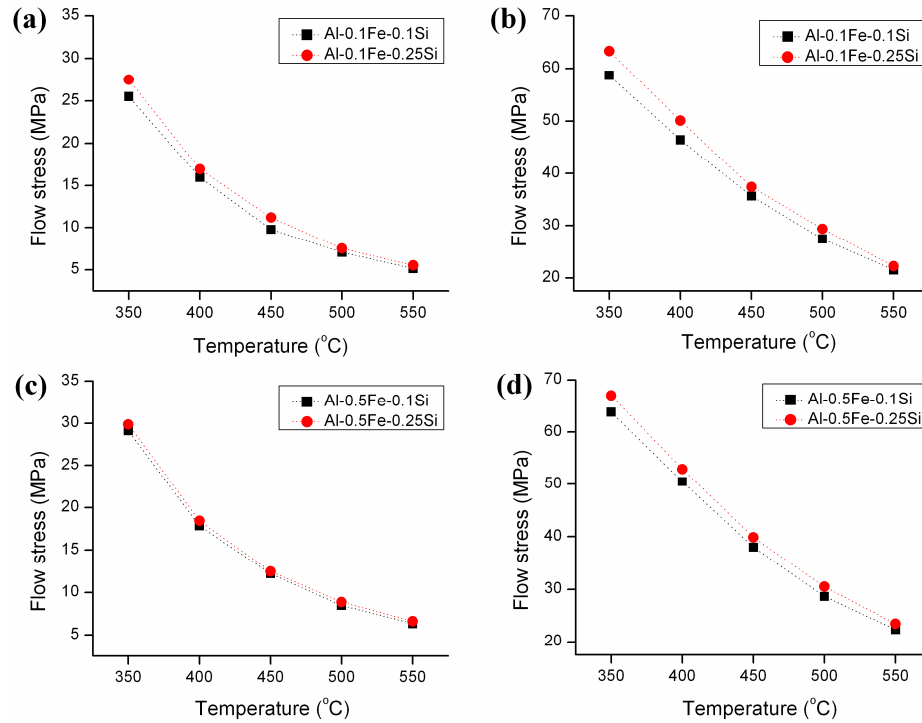 (a)
Al-0.1Fe-0.1Si
Al-0.1Fe-0.25Si
35
30
25
20
15
10
5
Flow stress (MPa)
350 400 450 500 550
Temperature (°C)
(b)
Al-0.1Fe-0.1Si
Al-0.1Fe-0.25Si
70
60
50
40
30
20
Flow stress (MPa)
350 400 450 500 550
Temperature (°C)
(c)
Al-0.5Fe-0.1Si
Al-0.5Fe-0.25Si
35
30
25
20
15
10
5
Flow stress (MPa)
350 400 450 500 550
Temperature (°C)
(d)
Al-0.5Fe-0.1Si
Al-0.5Fe-0.25Si
70
60
50
40
30
20
Flow stress (MPa)
350 400 450 500 550
Temperature (°C)